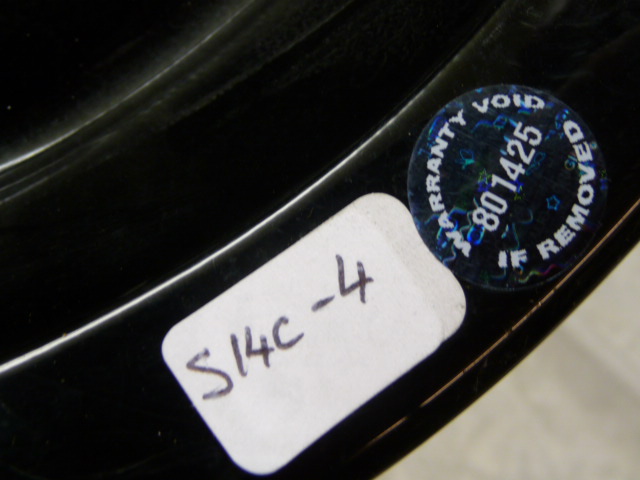 WARRANTY VOID
801425
IF REMOVED
S14C-4